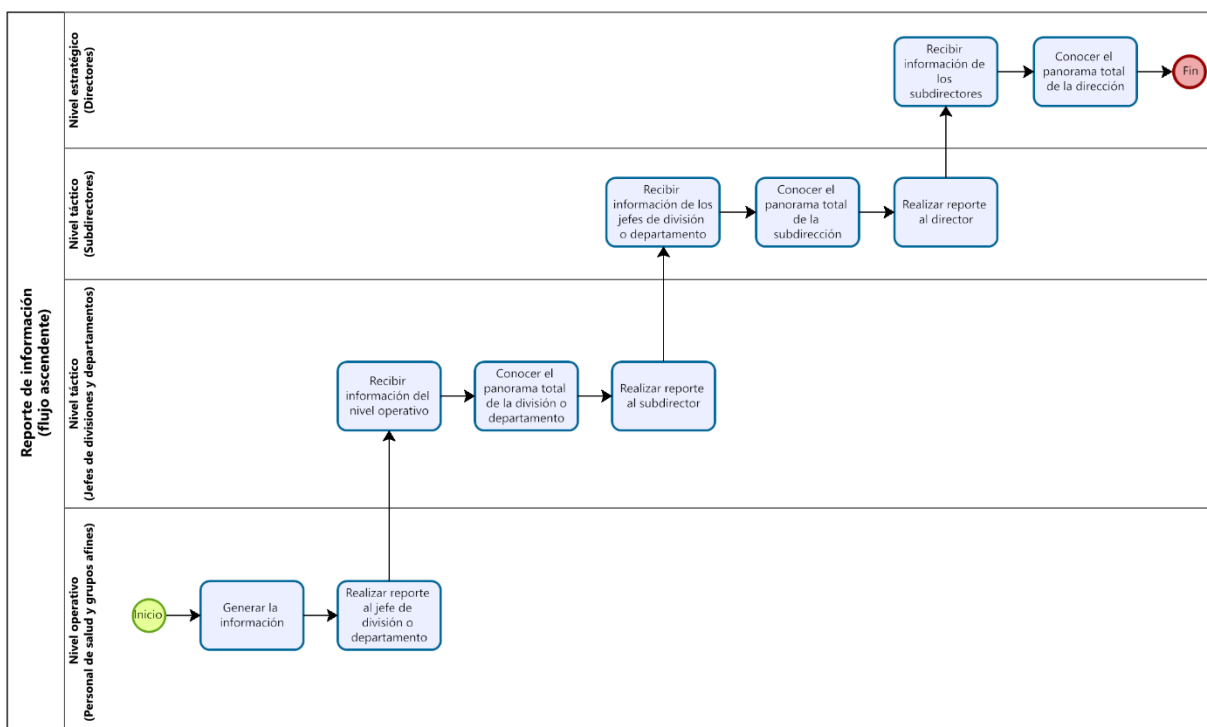 Reporte de información
(flujo ascendente)
Nivel estratégico
(Directores)
Recibir
información de
los
subdirectores
Conocer el
panorama total
de la dirección
Fin
Nivel táctico
(Subdirectores)
Recibir
información de los
jefes de división
o departamento
Conocer el
panorama total
de la
subdirección
Realizar reporte
al director
Nivel táctico
(Jefes de divisiones y departamentos)
Recibir
información del
nivel operativo
Conocer el
panorama total
de la división o
departamento
Realizar reporte
al subdirector
Nivel operativo
(Personal de salud y grupos afines)
Inicio
Generar la
información
Realizar reporte
al jefe de
división o
departamento